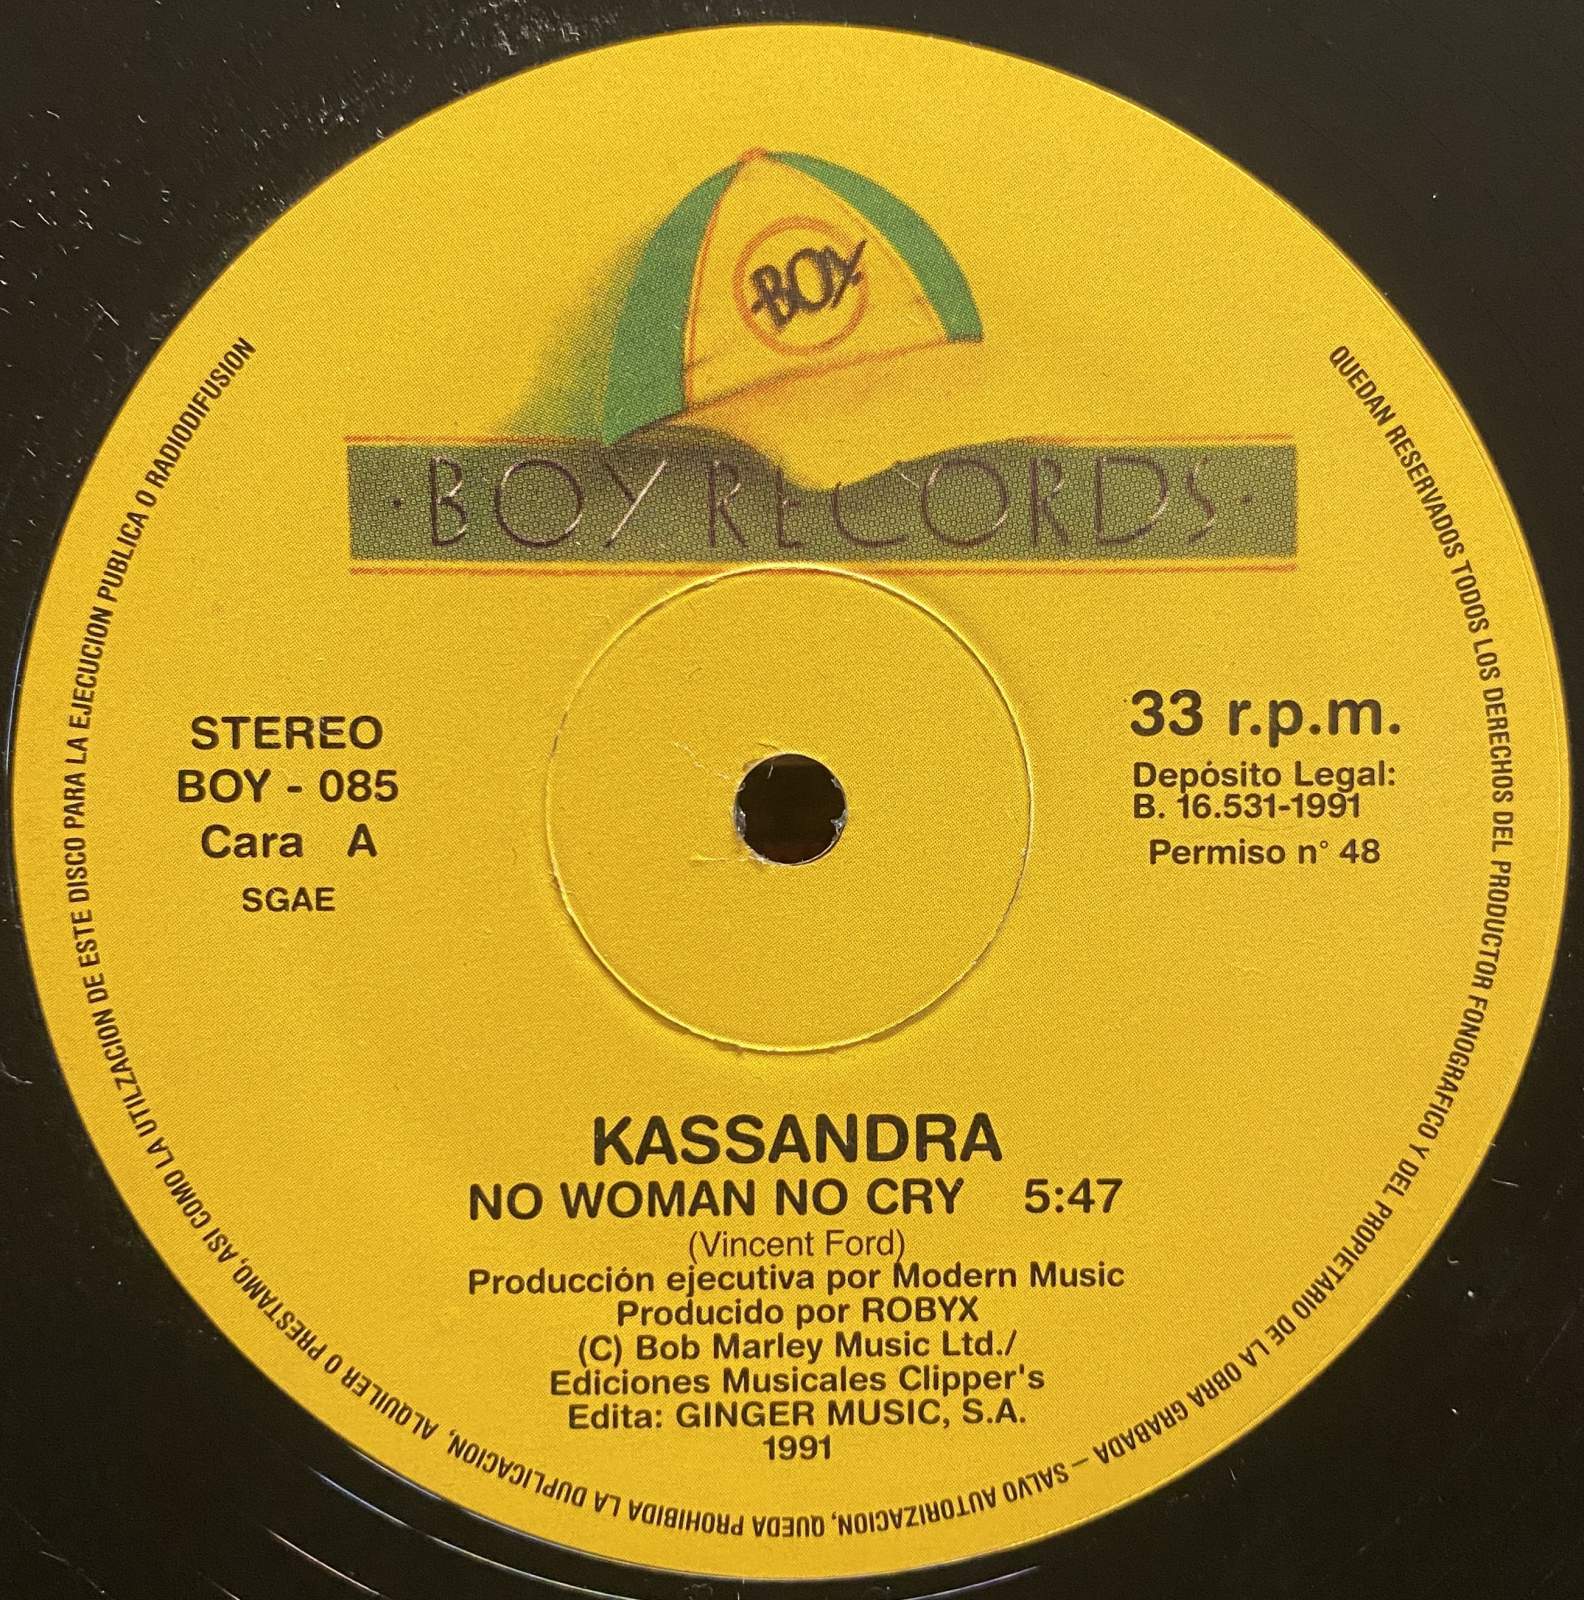 BOY
·BOY RECORDS·
STEREO
BOY - 085
Cara A
SGAE
33 r.p.m.
Depósito Legal:
B. 16.531-1991
Permiso n° 48
KASSANDRA
NO WOMAN NO CRY 5:47
(Vincent Ford)
Producción ejecutiva por Modern Music
Producido por ROBYX
(C) Bob Marley Music Ltd./
Ediciones Musicales Clipper's
Edita: GINGER MUSIC, S.A.
1991
QUEDAN RESERVADOS TODOS LOS DERECHOS DEL PRODUCTOR FONOGRAFICO Y DEL PROPIETARIO DE LA OBRA GRABADA – SALVO AUTORIZACION, QUEDA PROHIBIDA LA DUPLICACION, ALQUILER O PRESTAMO, ASI COMO LA UTILZACION DE ESTE DISCO PARA LA EJECUCION PUBLICA O RADIODIFUSION